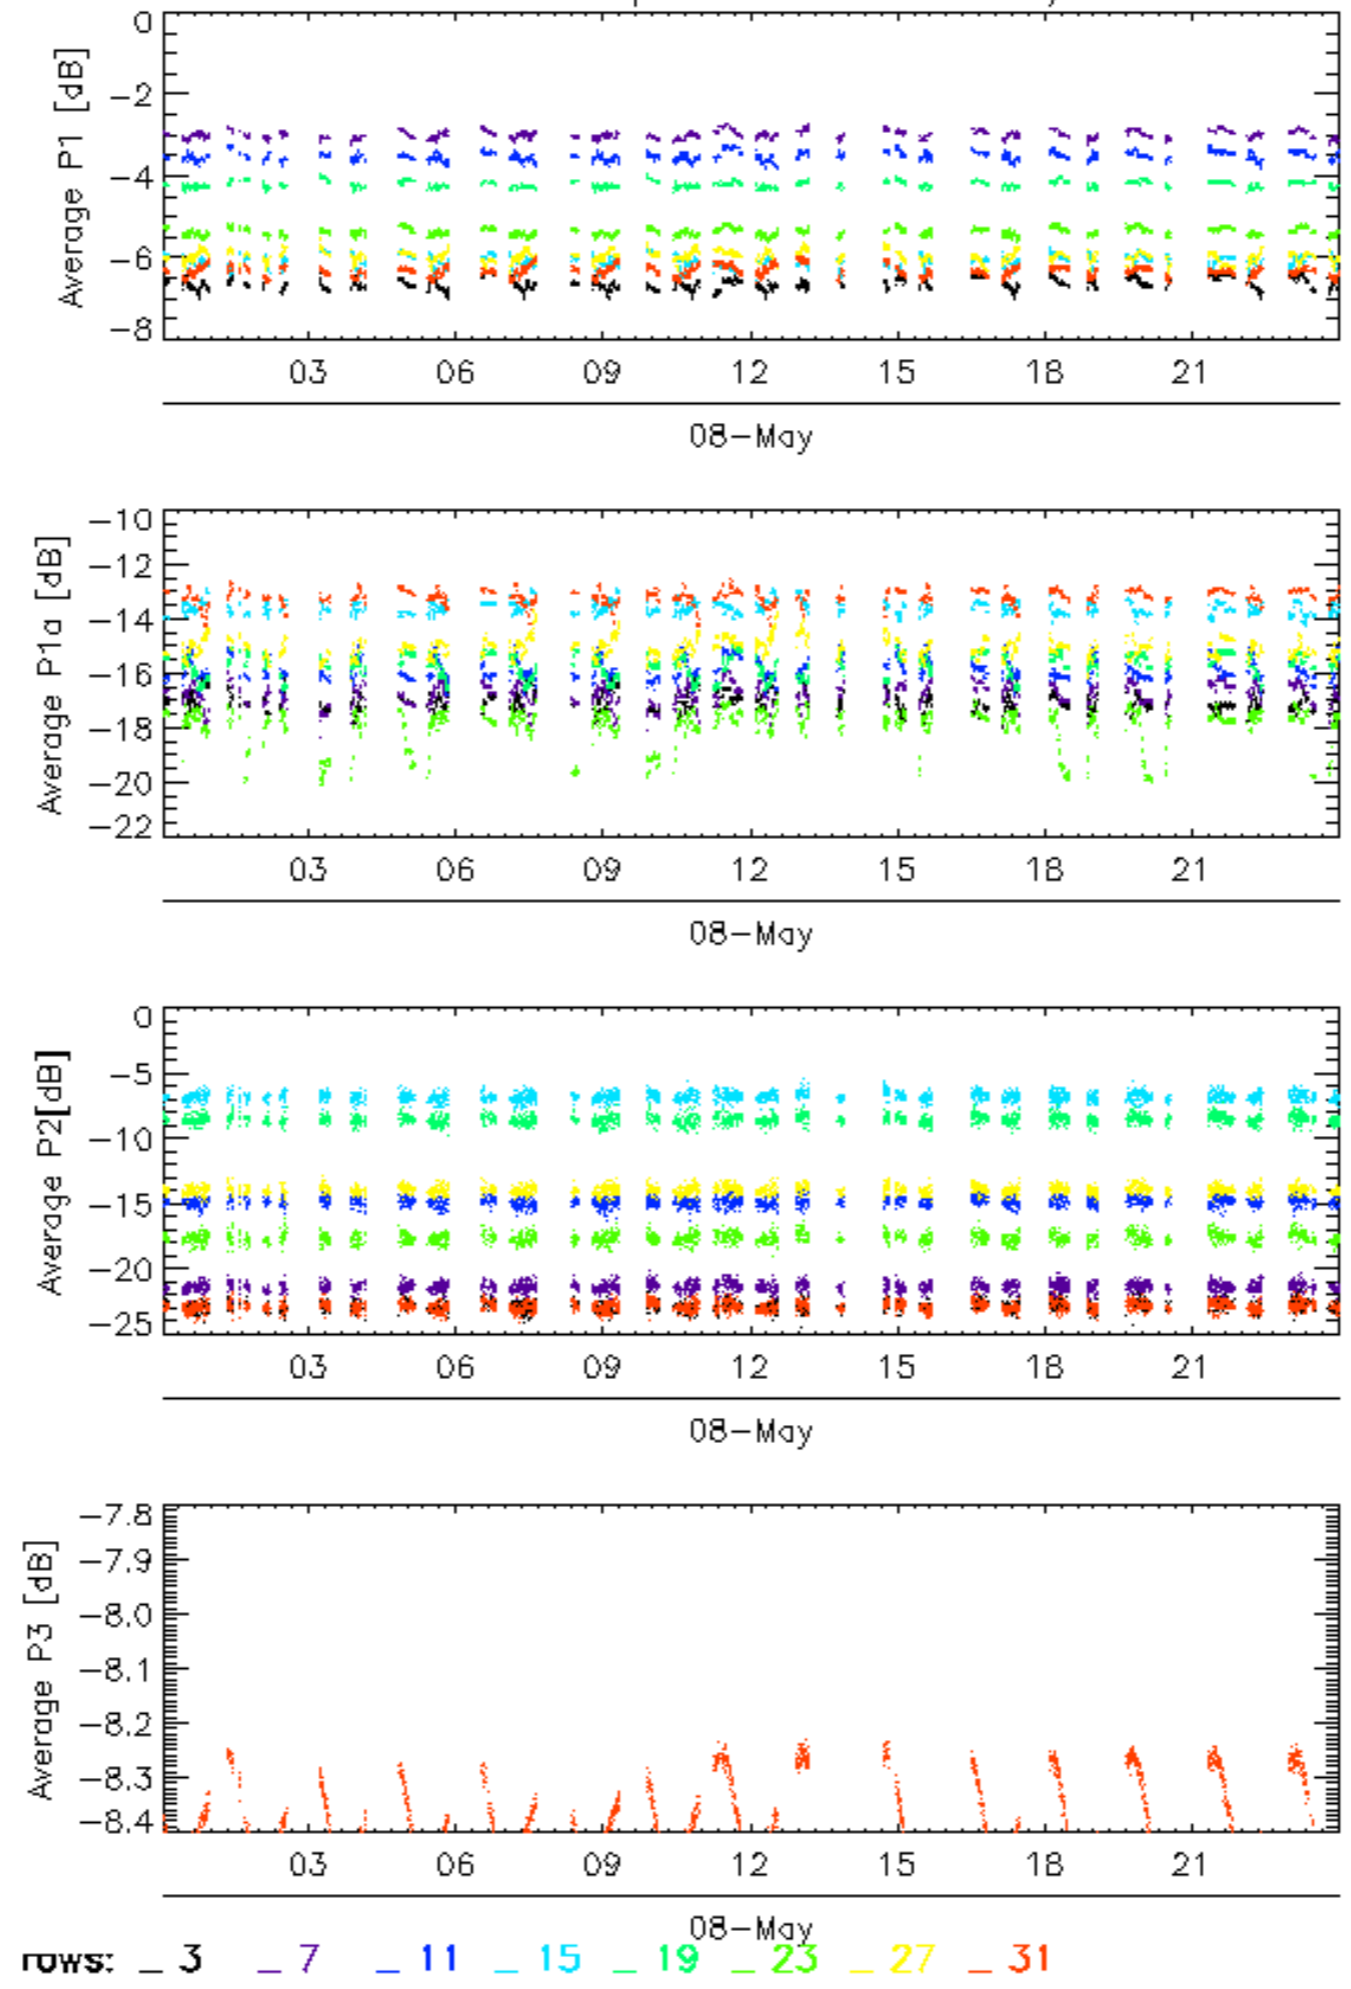 0
−2
−4
−6
−8
Average P1 [dB]
03 06 09 12 15 18 21
08−May
−10
−12
−14
−16
−18
−20
−22
Average P1a [dB]
03 06 09 12 15 18 21
08−May
0
−5
−10
−15
−20
−25
Average P2[dB]
03 06 09 12 15 18 21
08−May
−7.8
−7.9
−8.0
−8.1
−8.2
−8.3
−8.4
Average P3 [dB]
03 06 09 12 15 18 21
08−May
rows: _ 3 _ 7 _ 11 _ 15 _ 19 _ 23 _ 27 _ 31